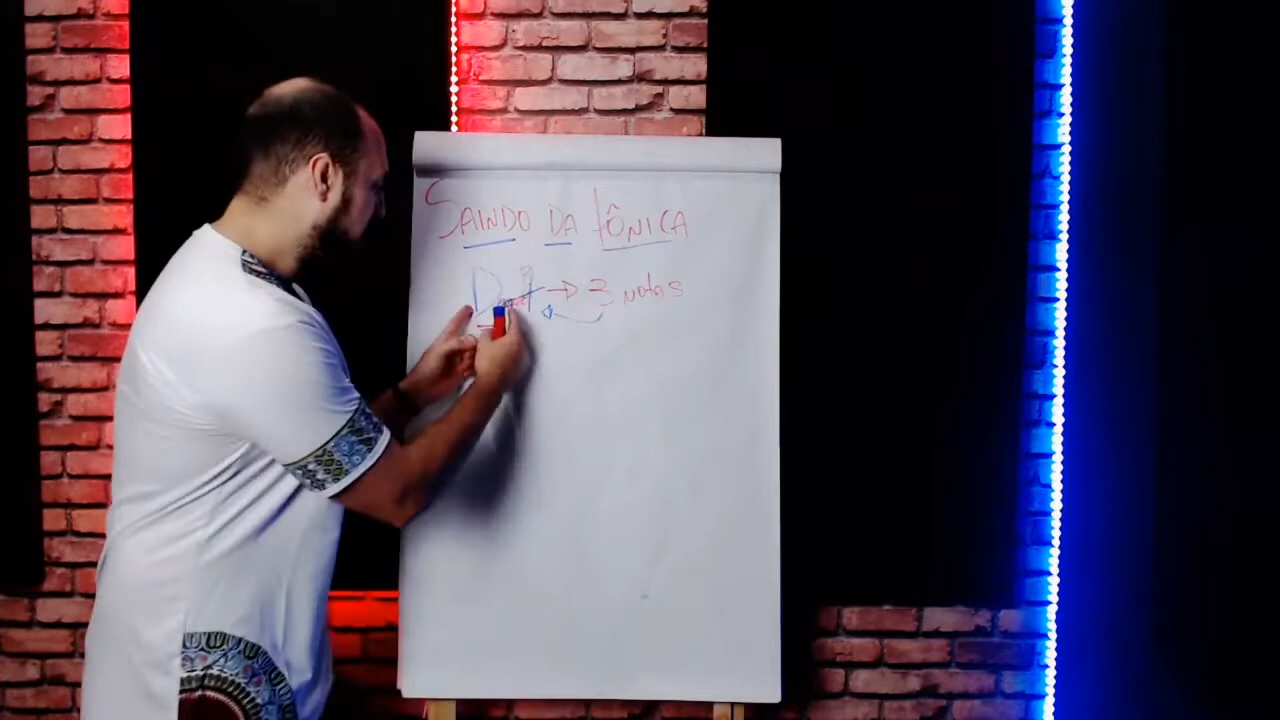 SAINDO DA TÔNICA
D → 3 notas